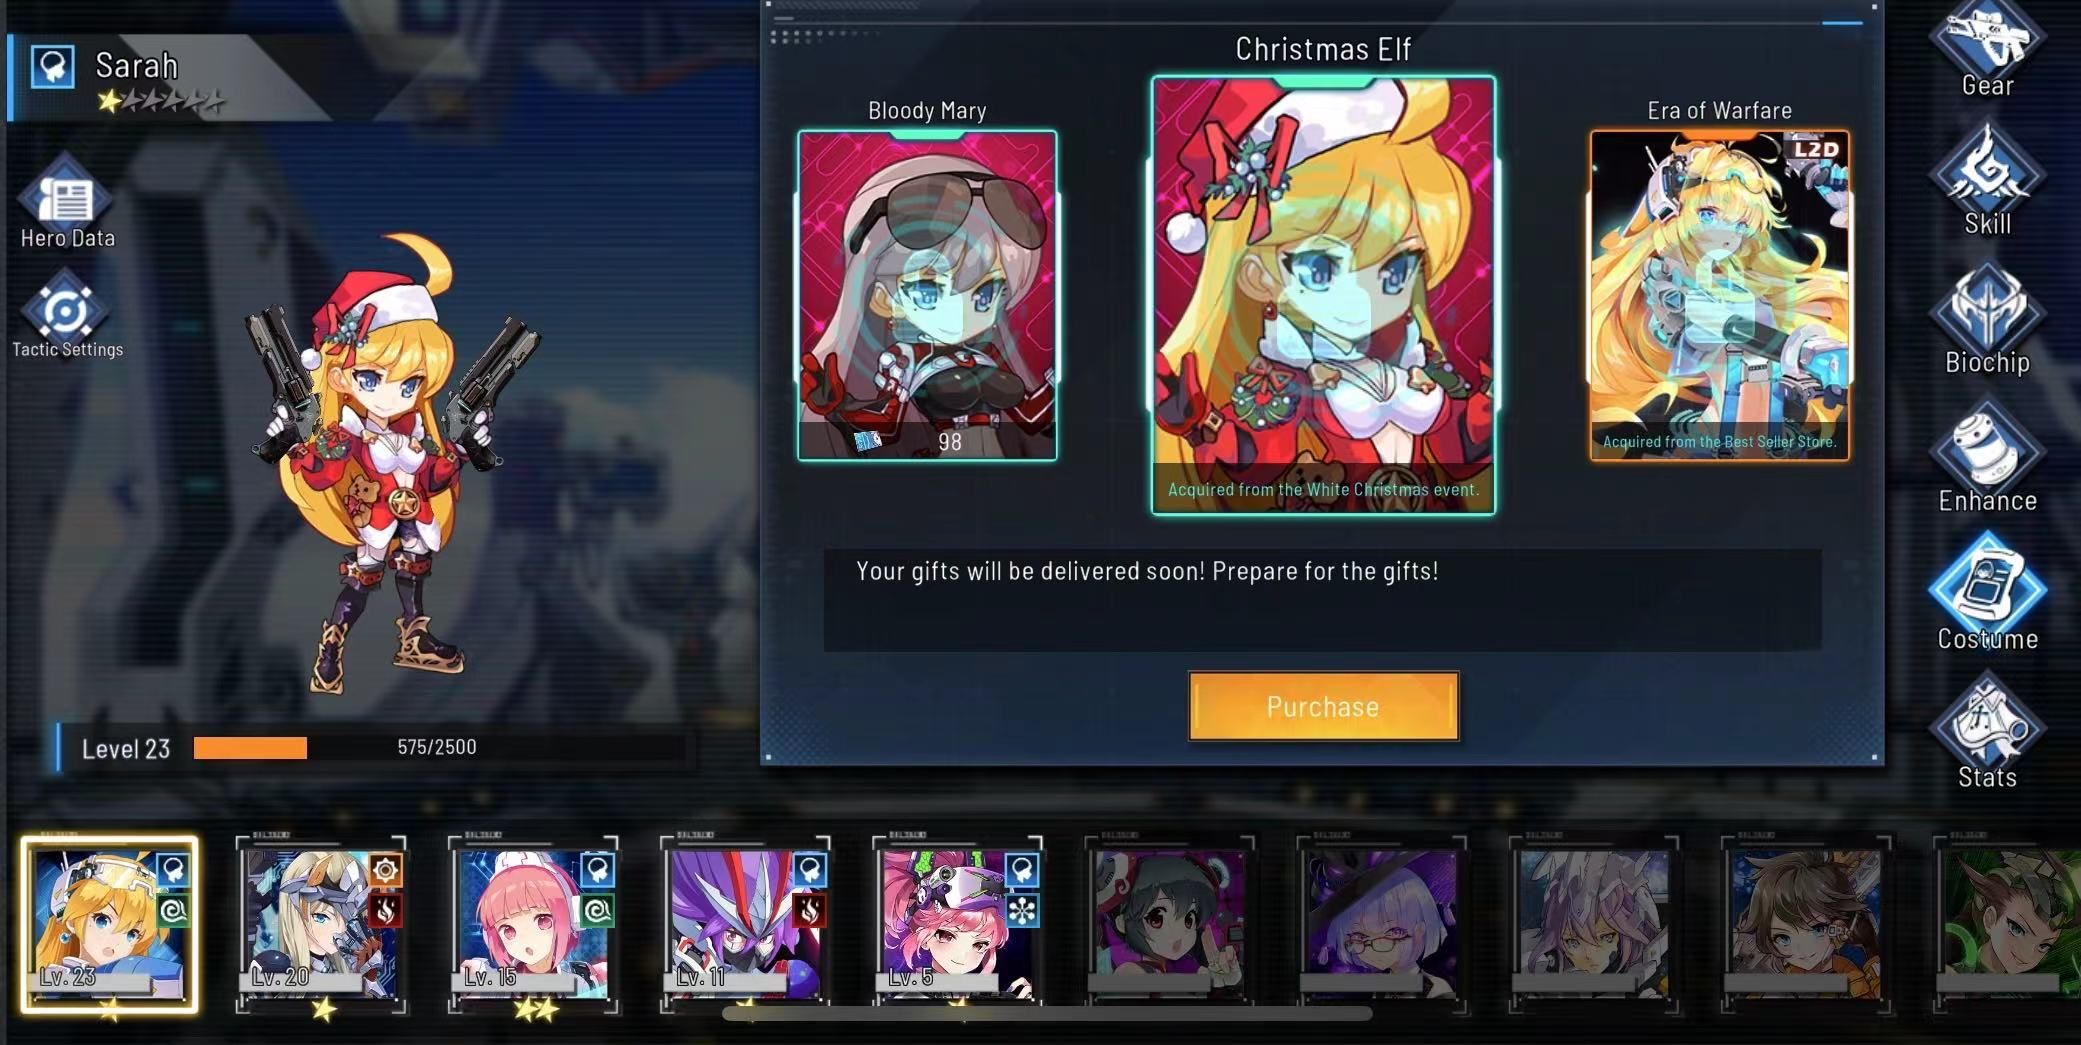 Sarah
Hero Data
Tactic Settings
Level 23
575/2500
Christmas Elf
Bloody Mary
98
Acquired from the White Christmas event.
Era of Warfare
L2D
Acquired from the Best Seller Store.
Your gifts will be delivered soon! Prepare for the gifts!
Purchase
Gear
Skill
Biochip
Enhance
Costume
Stats
Lv. 23
Lv. 20
Lv. 15
Lv. 11
Lv. 5